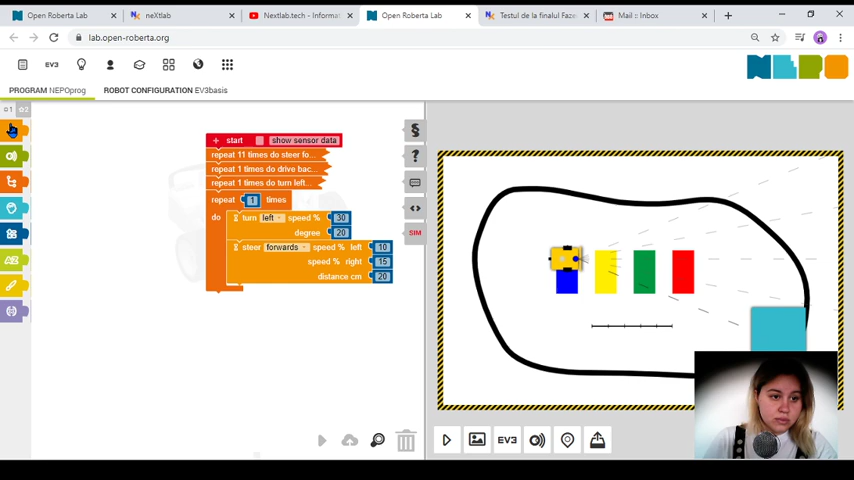 Open Roberta Lab
neXtlab
Nextlab.tech - Informat
Open Roberta Lab
Testul de la finalul Faze
Mail :: Inbox
lab.open-roberta.org
EV3
PROGRAM NEPOprog
ROBOT CONFIGURATION EV3basis
1
2
start
show sensor data
repeat 11 times do steer fo...
repeat 1 times do drive bac...
repeat 1 times do turn left...
repeat 1 times
do
turn left speed % 30
degree 20
steer forwards speed % left 10
speed % right 15
distance cm 20
SIM
EV3